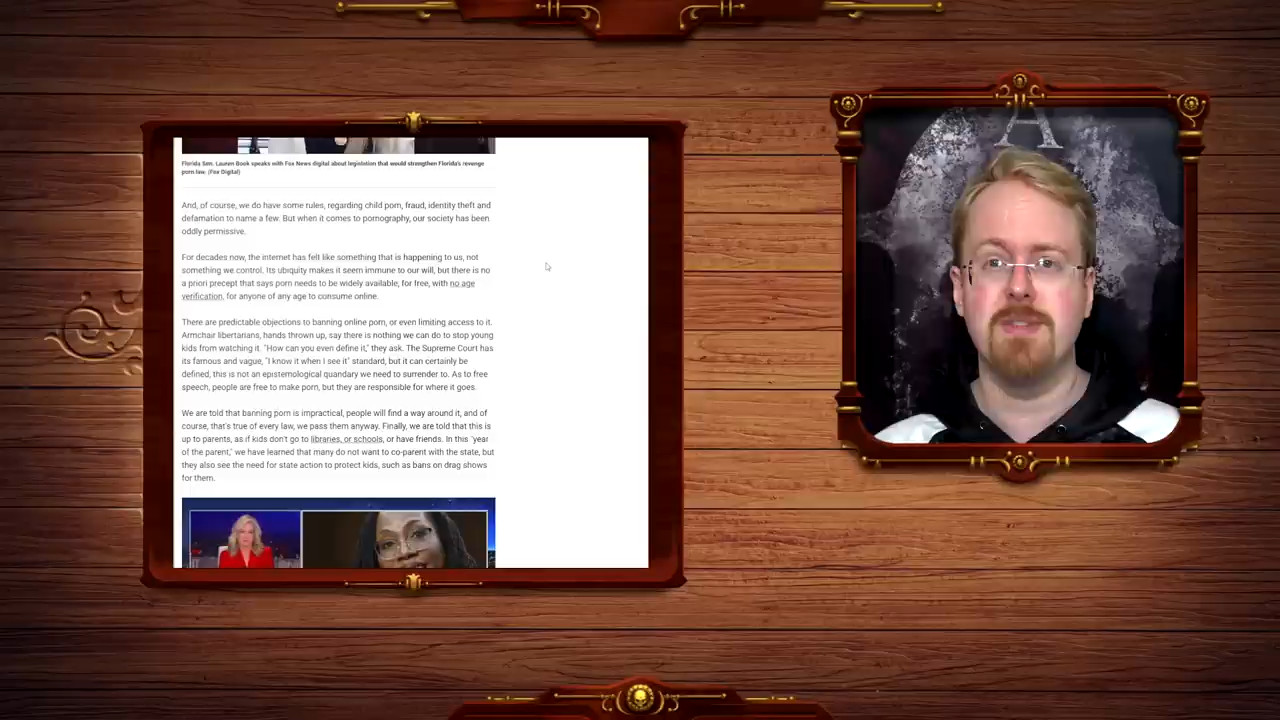 A
Florida Sen. Lauren Book speaks with Fox News digital about legislation that would strengthen Florida's revenge
porn law. (Fox Digital)
And, of course, we do have some rules, regarding child porn, fraud, identity theft and
defamation to name a few. But when it comes to pornography, our society has been
oddly permissive.
For decades now, the internet has felt like something that is happening to us, not
something we control. Its ubiquity makes it seem immune to our will, but there is no
a priori precept that says porn needs to be widely available, for free, with no age
verification, for anyone of any age to consume online.
There are predictable objections to banning online porn, or even limiting access to it.
Armchair libertarians, hands thrown up, say there is nothing we can do to stop young
kids from watching it. "How can you even define it," they ask. The Supreme Court has
its famous and vague, "I know it when I see it" standard, but it can certainly be
defined, this is not an epistemological quandary we need to surrender to. As to free
speech, people are free to make porn, but they are responsible for where it goes.
We are told that banning porn is impractical, people will find a way around it, and of
course, that's true of every law, we pass them anyway. Finally, we are told that this is
up to parents, as if kids don't go to libraries, or schools, or have friends. In this "year
of the parent," we have learned that many do not want to co-parent with the state, but
they also see the need for state action to protect kids, such as bans on drag shows
for them.